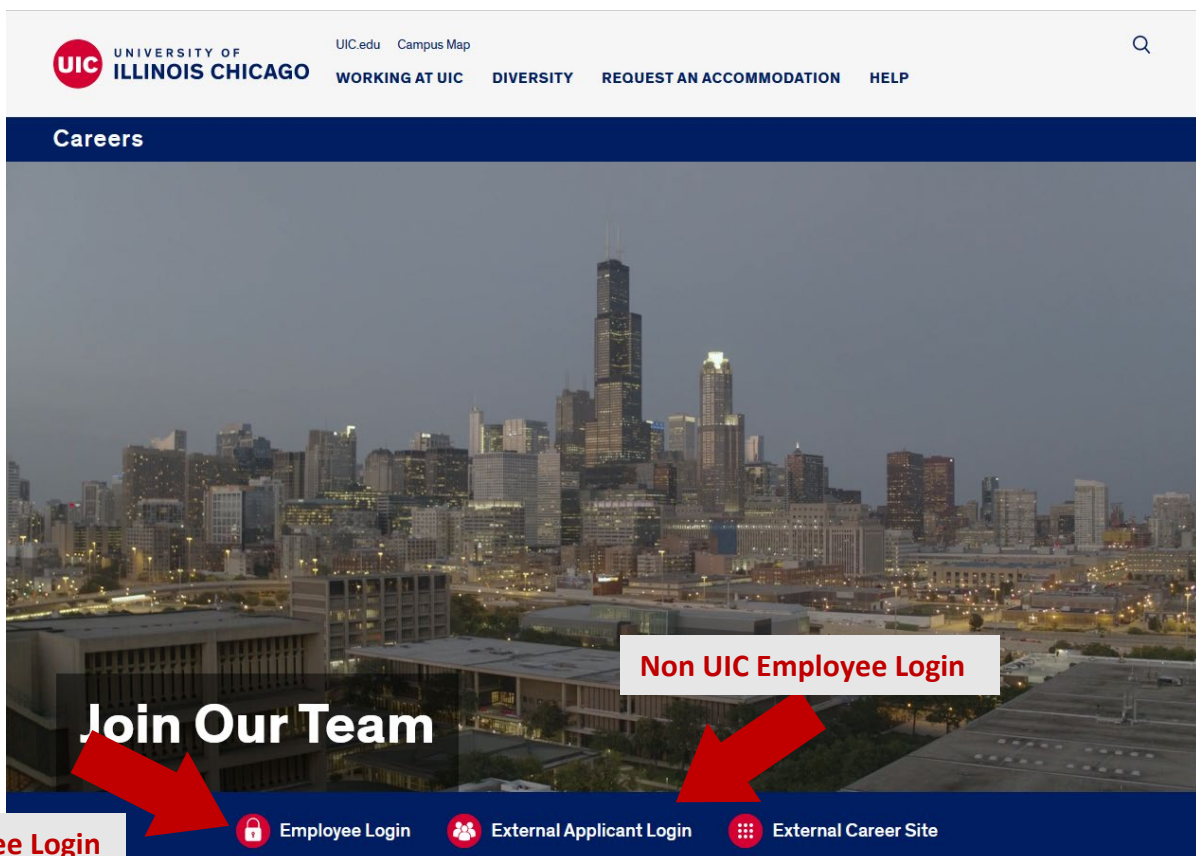 UIC.edu Campus Map
UIC UNIVERSITY OF
ILLINOIS CHICAGO
WORKING AT UIC DIVERSITY REQUEST AN ACCOMMODATION HELP
Careers
Non UIC Employee Login
Join Our Team
Employee Login External Applicant Login External Career Site
Login